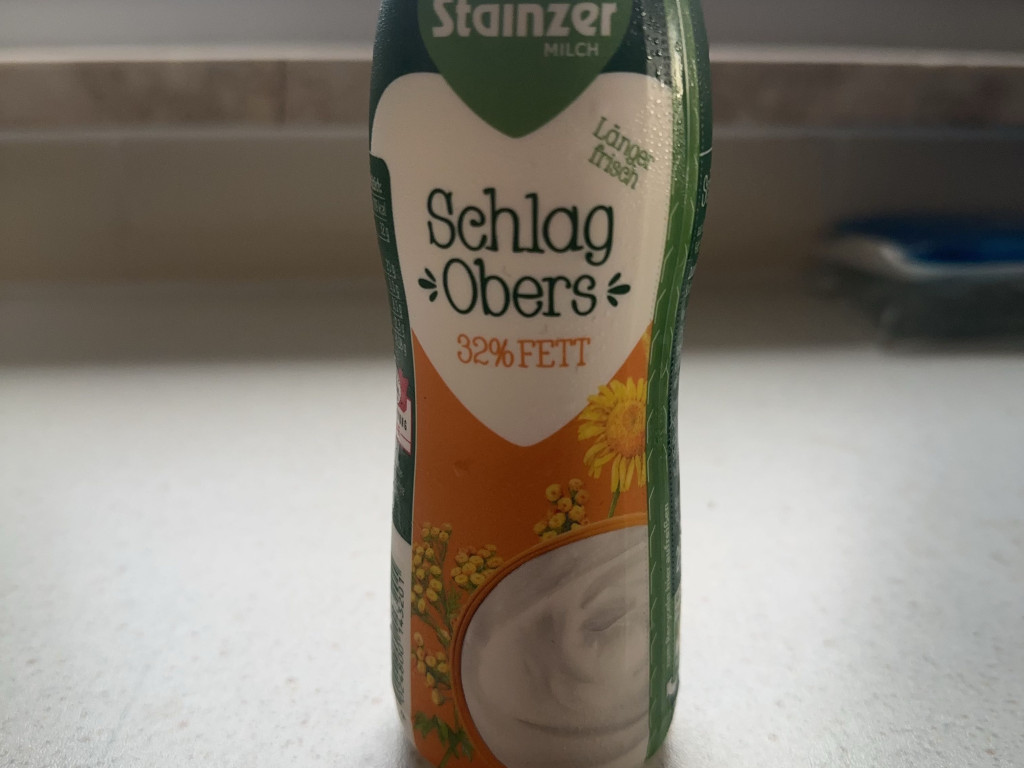 Stainzer
MILCH
Länger
frisch
Schlag
Obers
32% FETT